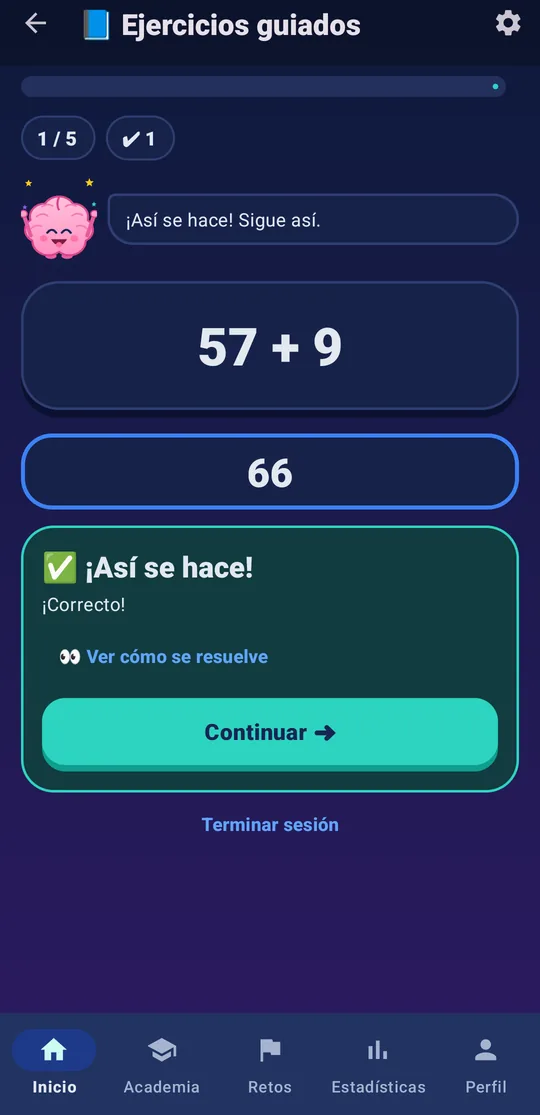 Ejercicios guiados
1 / 5
✔ 1
¡Así se hace! Sigue así.
57 + 9
66
¡Así se hace!
¡Correcto!
Ver cómo se resuelve
Continuar ➔
Terminar sesión
Inicio
Academia
Retos
Estadísticas
Perfil